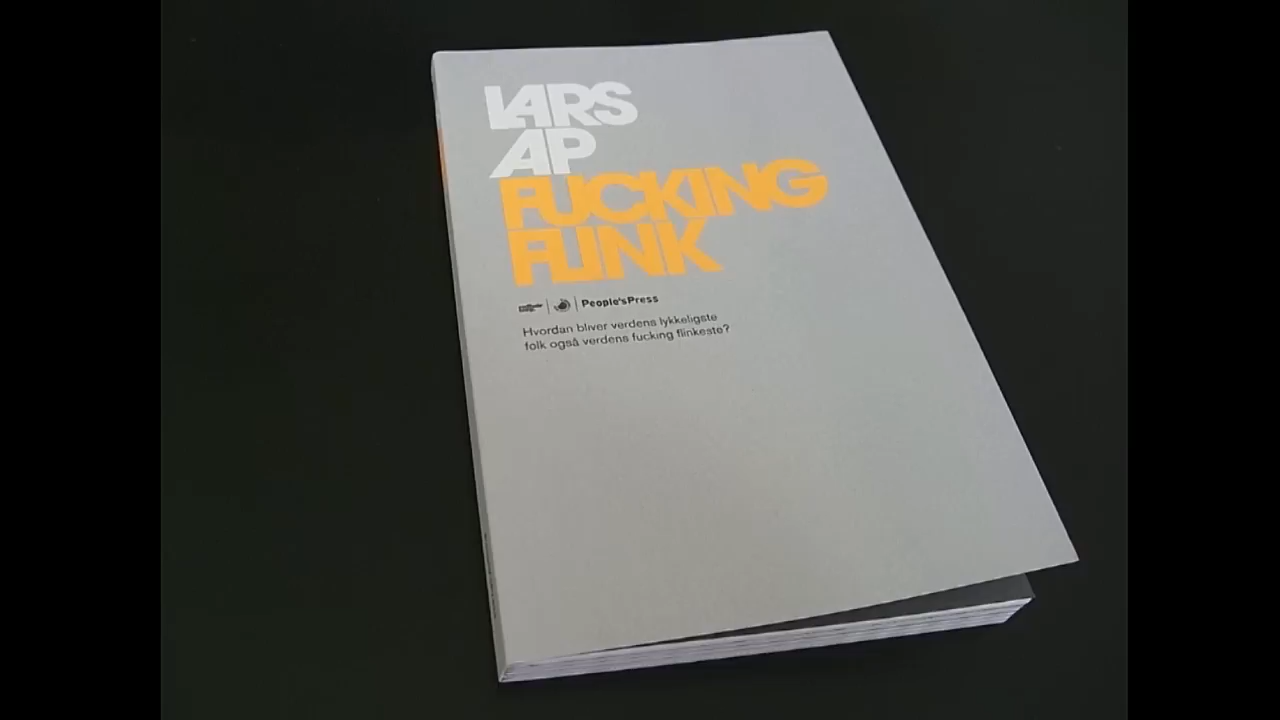 LARS
AP
FUCKING
FLINK
People'sPress
Hvordan bliver verdens lykkeligste
folk også verdens fucking flinkeste?